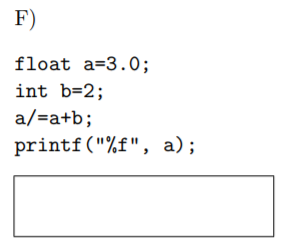 F)
float a=3.0;
int b=2;
a/=a+b;
printf("%f", a);